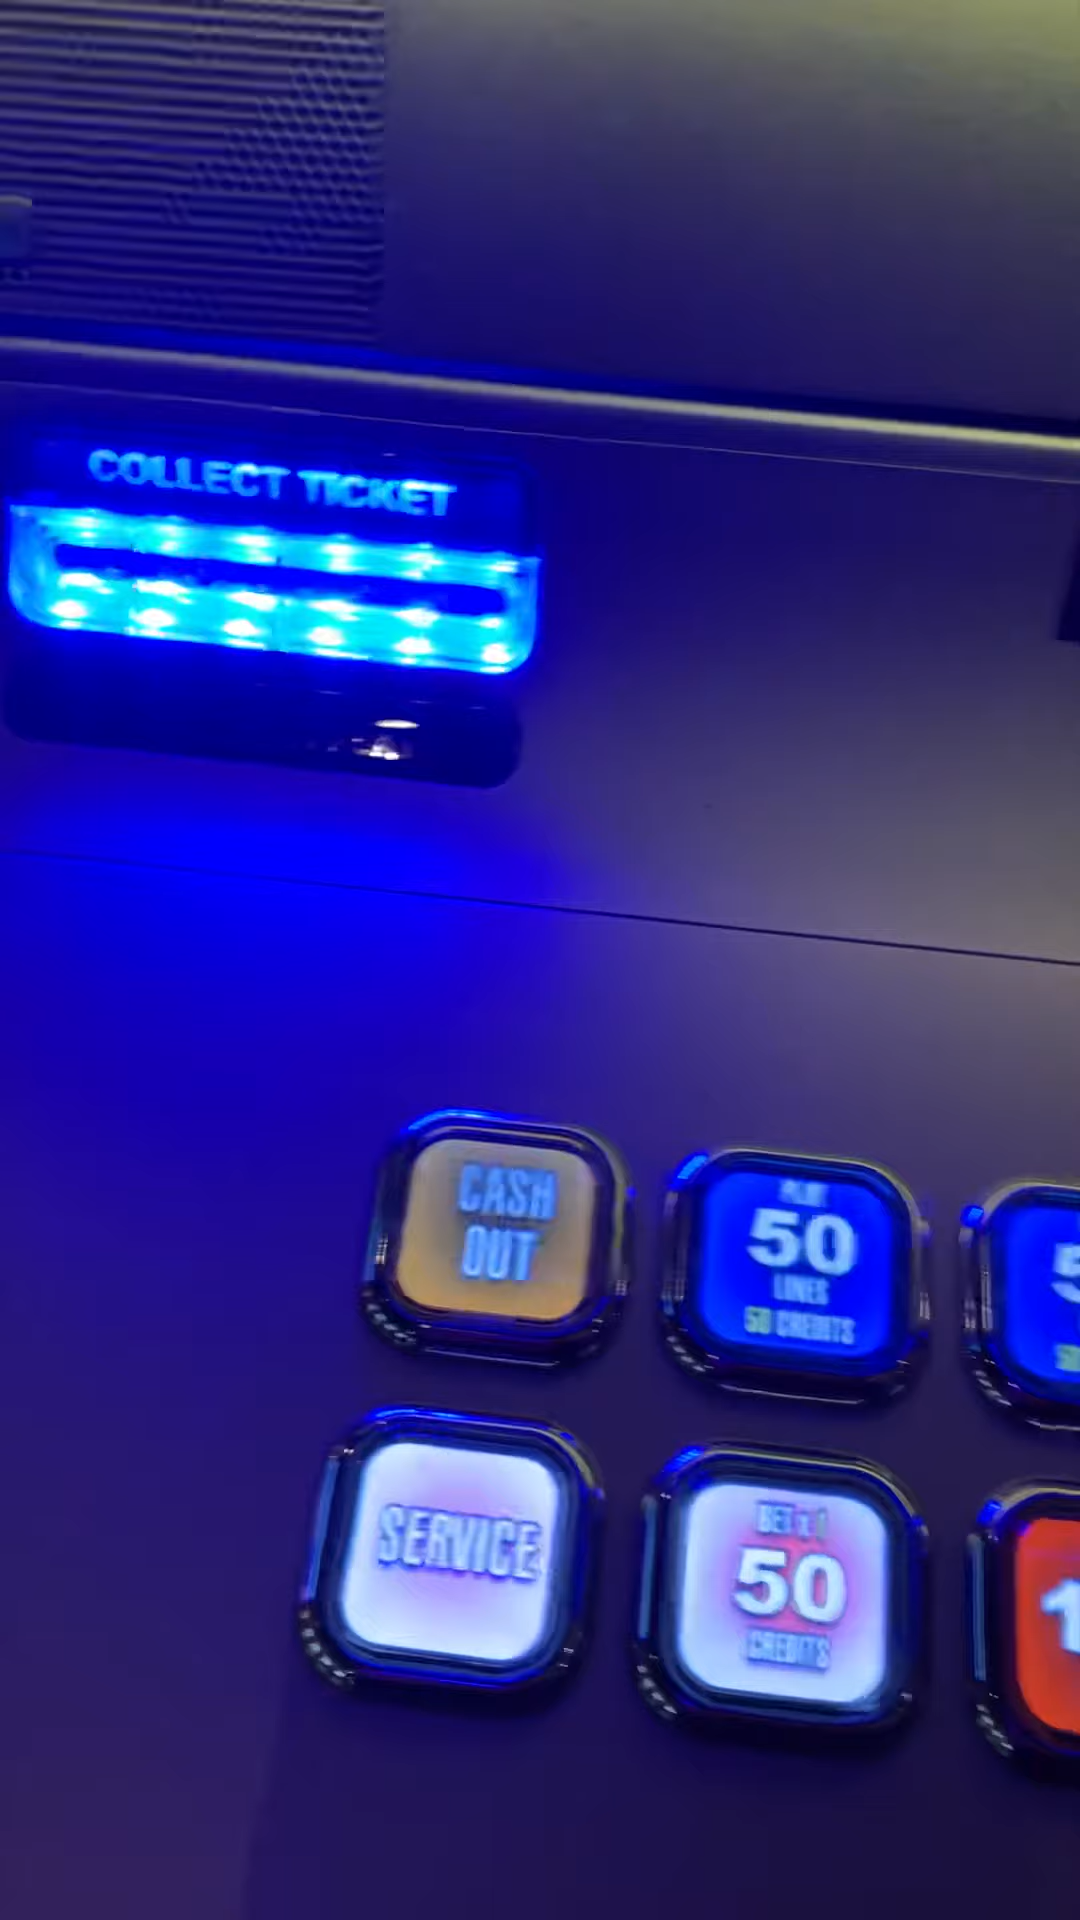 COLLECT TICKET
CASH
OUT
PLAY
50
LINES
50 CREDITS
SERVICE
BET x 1
50
CREDITS